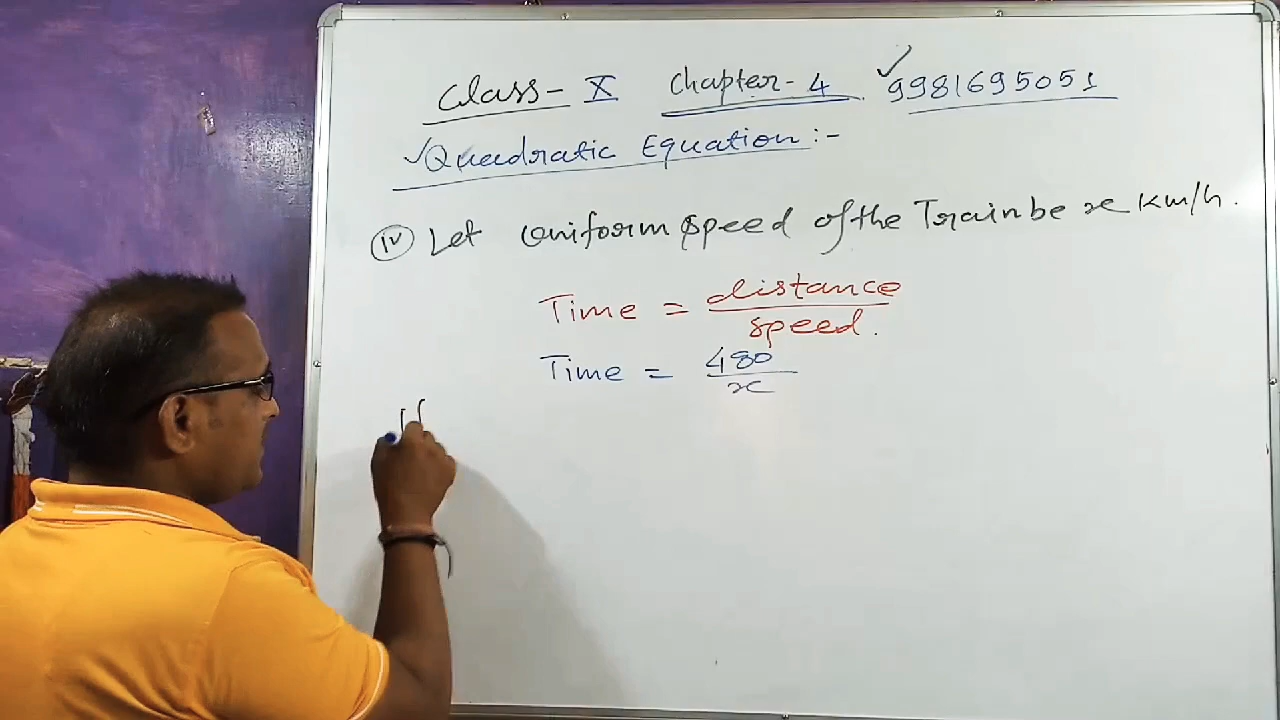 Class- X Chapter-4 ✓9981695051
✓Quadratic Equation:-
(iv) Let Uniform speed of the Train be x Km/h.
Time = distance/speed.
Time = 480/x